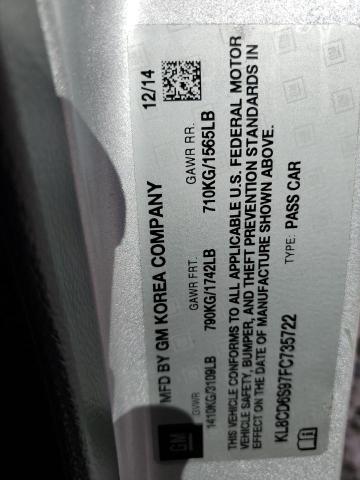 MFD BY GM KOREA COMPANY 12/14
GVWR GAWR FRT. GAWR RR.
1410KG/3109LB 790KG/1742LB 710KG/1565LB
THIS VEHICLE CONFORMS TO ALL APPLICABLE U.S. FEDERAL MOTOR
VEHICLE SAFETY, BUMPER, AND THEFT PREVENTION STANDARDS IN
EFFECT ON THE DATE OF MANUFACTURE SHOWN ABOVE.
KL8CD6S97FC735722 TYPE: PASS CAR
GM